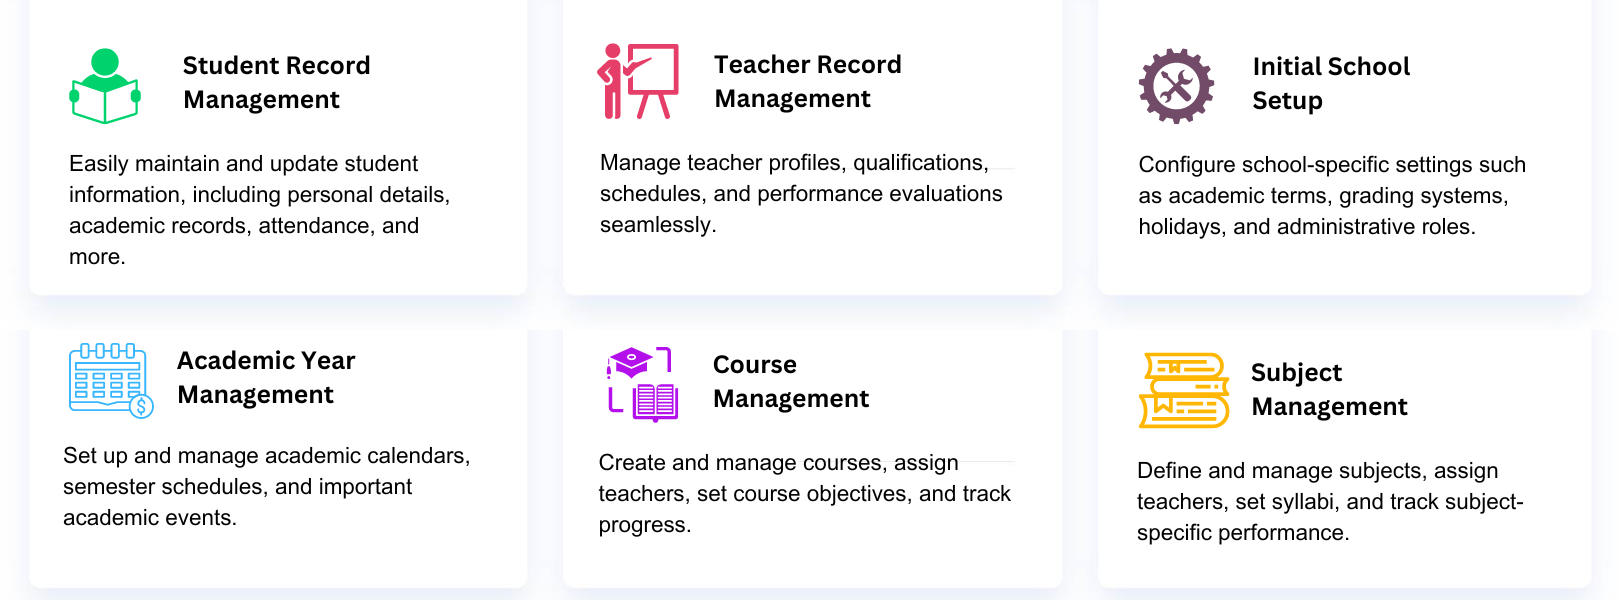 Student Record
Management
Easily maintain and update student
information, including personal details,
academic records, attendance, and
more.
Teacher Record
Management
Manage teacher profiles, qualifications,
schedules, and performance evaluations
seamlessly.
Initial School
Setup
Configure school-specific settings such
as academic terms, grading systems,
holidays, and administrative roles.
Academic Year
Management
$
Set up and manage academic calendars,
semester schedules, and important
academic events.
Course
Management
Create and manage courses, assign
teachers, set course objectives, and track
progress.
Subject
Management
Define and manage subjects, assign
teachers, set syllabi, and track subject-
specific performance.